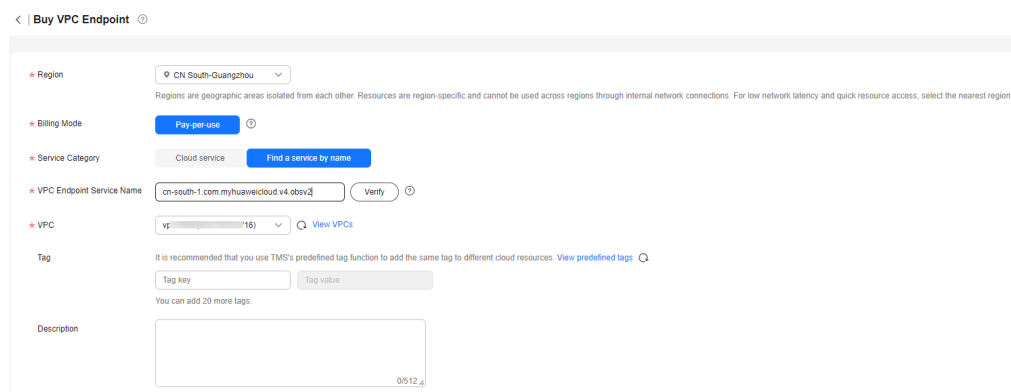 Buy VPC Endpoint
Region
CN South-Guangzhou
Regions are geographic areas isolated from each other. Resources are region-specific and cannot be used across regions through internal network connections. For low network latency and quick resource access, select the nearest region
Billing Mode
Pay-per-use
Service Category
Cloud service
Find a service by name
VPC Endpoint Service Name
cn-south-1.com.myhuaweicloud.v4.obsv2
Verify
VPC
16)
View VPCs
Tag
It is recommended that you use TMS's predefined tag function to add the same tag to different cloud resources. View predefined tags
Tag key
Tag value
You can add 20 more tags.
Description
0/512